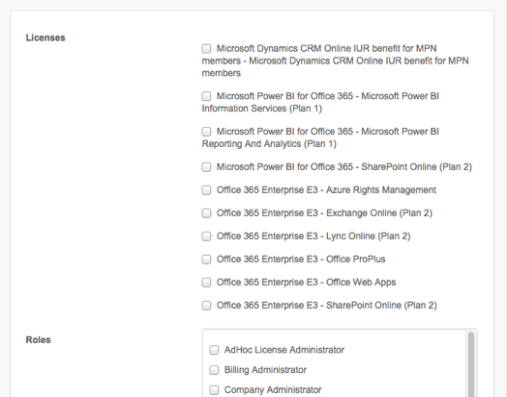 Licenses
Microsoft Dynamics CRM Online IUR benefit for MPN
members - Microsoft Dynamics CRM Online IUR benefit for MPN
members
Microsoft Power BI for Office 365 - Microsoft Power BI
Information Services (Plan 1)
Microsoft Power BI for Office 365 - Microsoft Power BI
Reporting And Analytics (Plan 1)
Microsoft Power BI for Office 365 - SharePoint Online (Plan 2)
Office 365 Enterprise E3 - Azure Rights Management
Office 365 Enterprise E3 - Exchange Online (Plan 2)
Office 365 Enterprise E3 - Lync Online (Plan 2)
Office 365 Enterprise E3 - Office ProPlus
Office 365 Enterprise E3 - Office Web Apps
Office 365 Enterprise E3 - SharePoint Online (Plan 2)
Roles
AdHoc License Administrator
Billing Administrator
Company Administrator